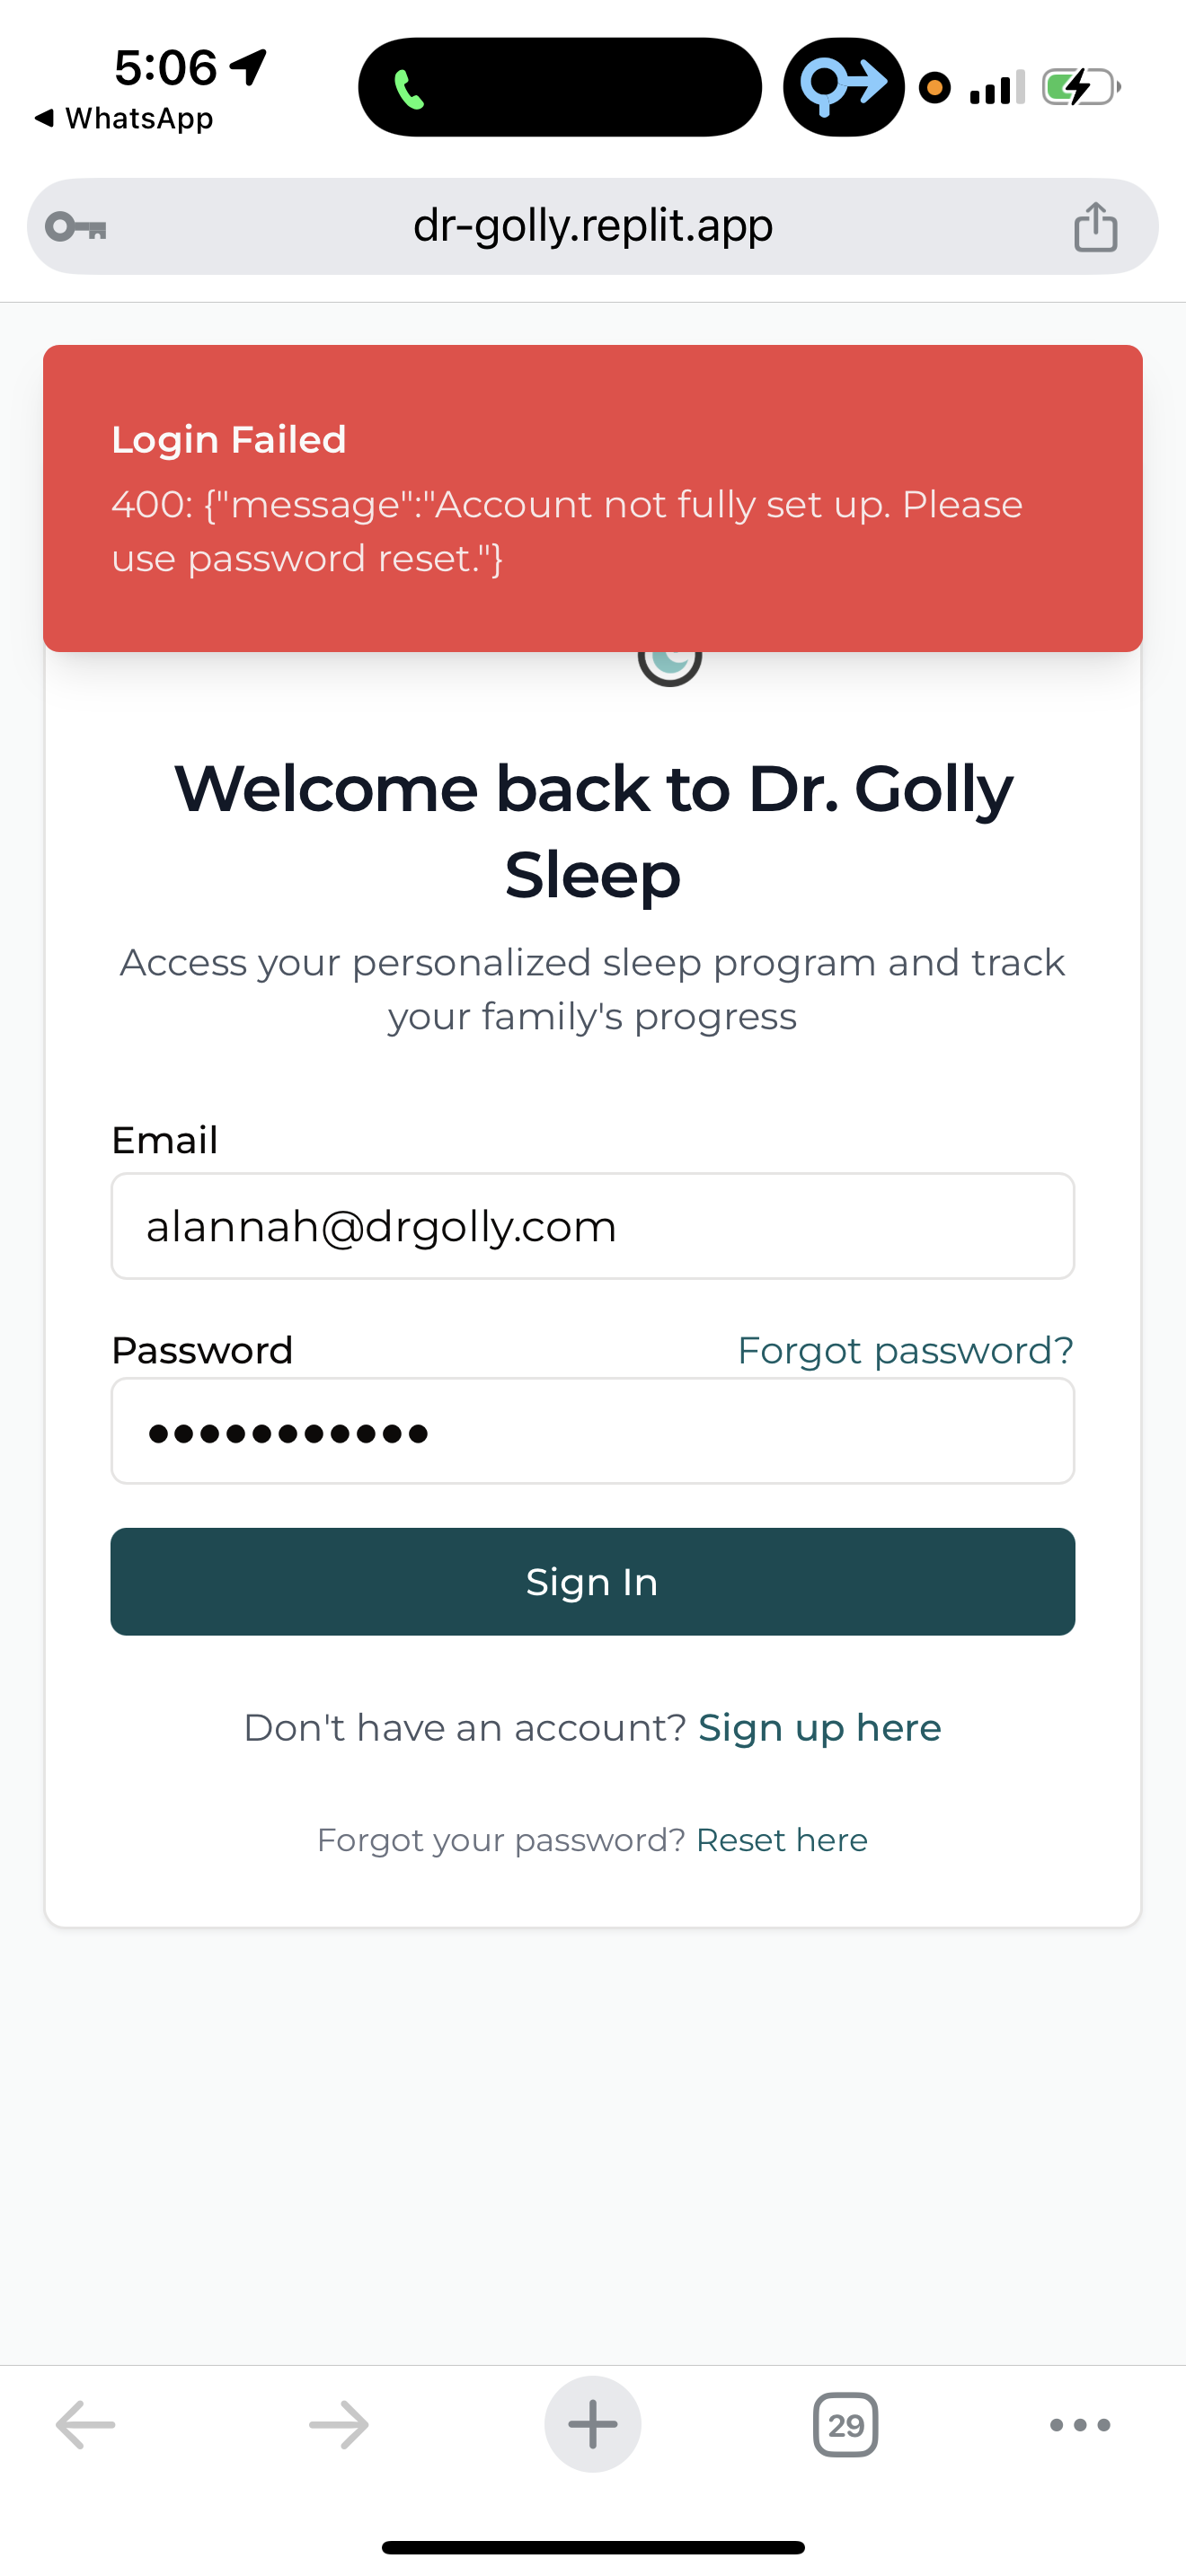 5:06
WhatsApp
dr-golly.replit.app
Login Failed
400: {"message":"Account not fully set up. Please
use password reset."}
Welcome back to Dr. Golly
Sleep
Access your personalized sleep program and track
your family's progress
Email
alannah@drgolly.com
Password Forgot password?
•••••••••••
Sign In
Don't have an account? Sign up here
Forgot your password? Reset here
29